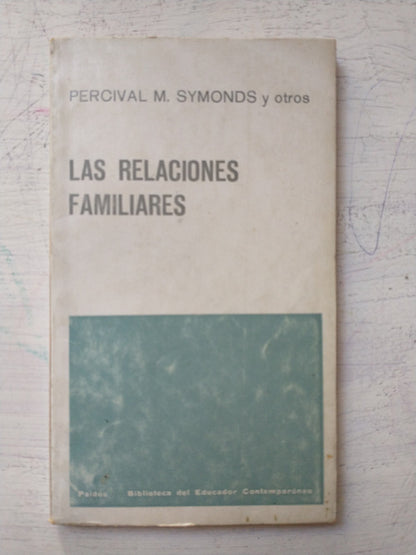 PERCIVAL M. SYMONDS y otros
LAS RELACIONES
FAMILIARES
Paidós Biblioteca del Educador Contemporáneo